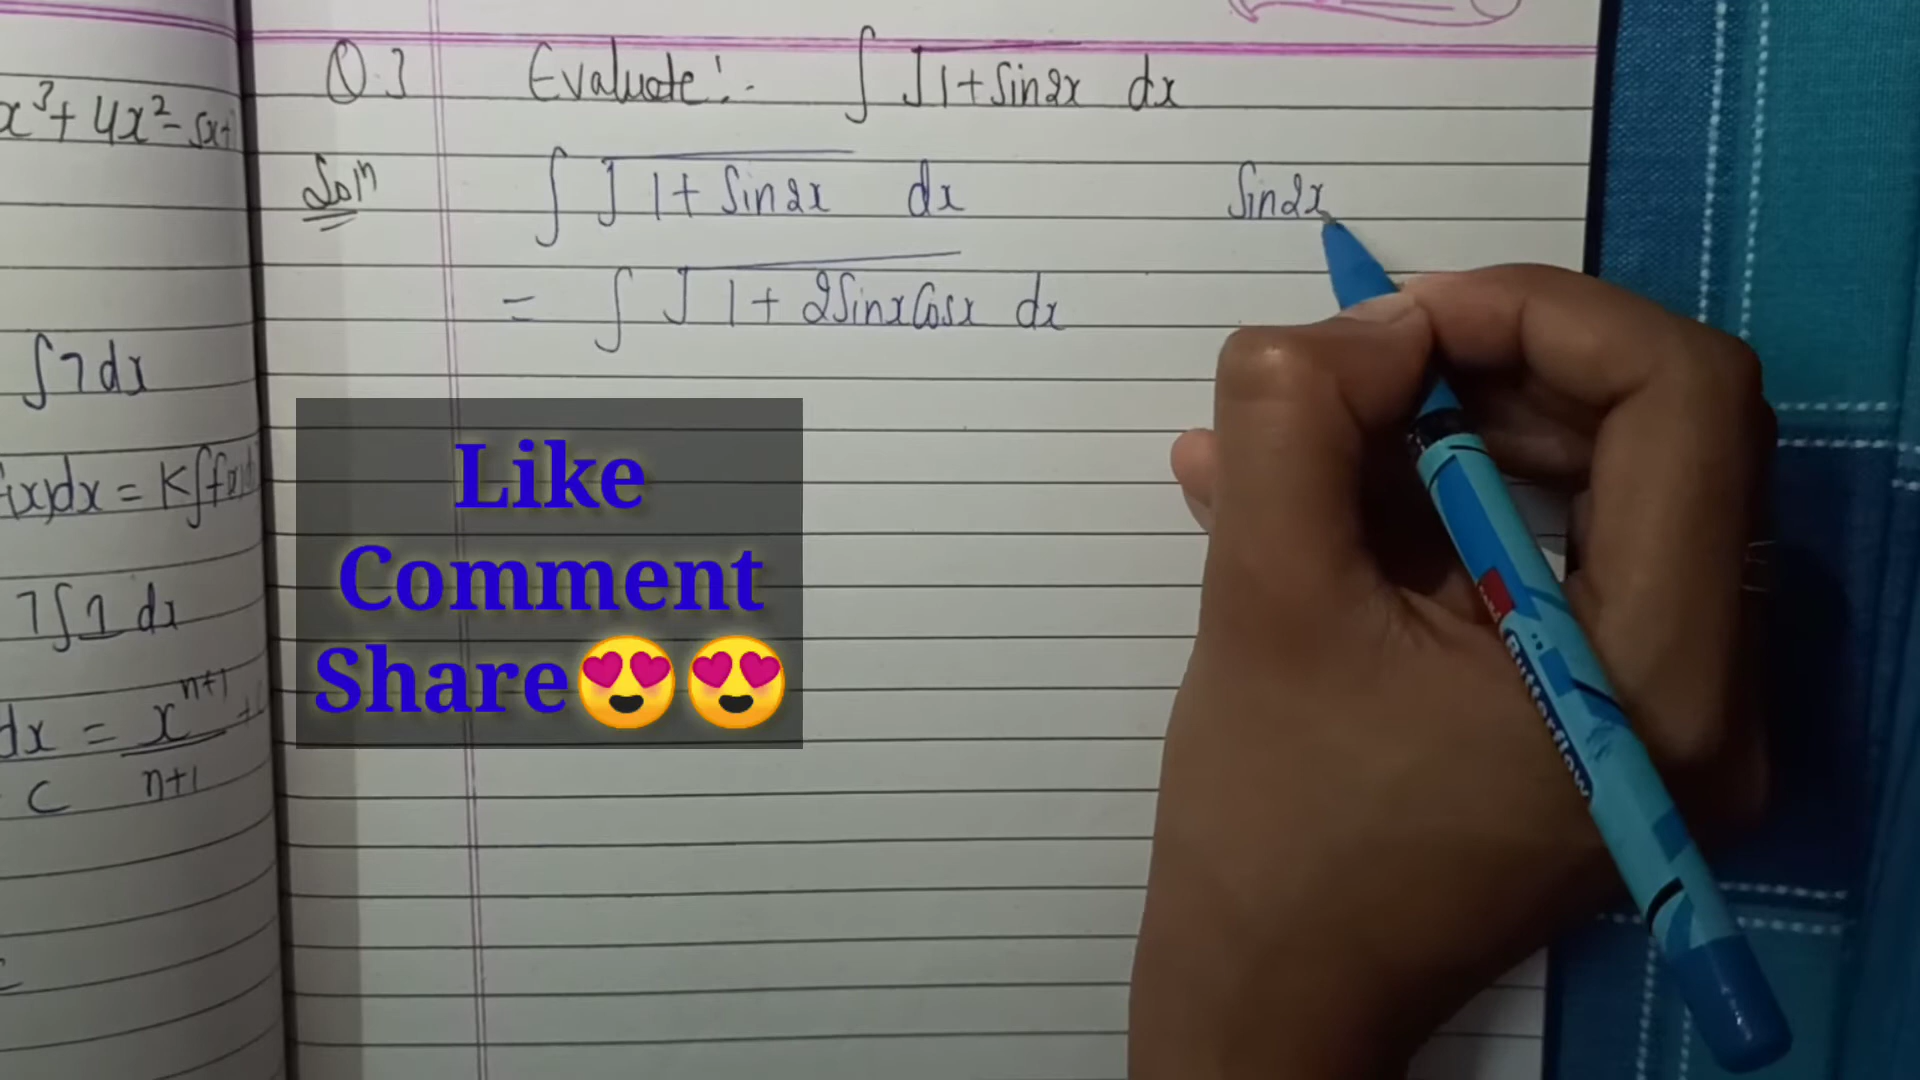 x³ + 4x² - 5x +
∫7dx
(x)dx = K∫f(x)
7∫1 dx
dx = x^(n+1)/(n+1) +
C
Q.3 Evaluate:- ∫√1+Sin2x dx
Soln ∫√1+Sin2x dx Sin2x
= ∫√1+2SinxCosx dx
Like
Comment
Share😍😍
Butterflow